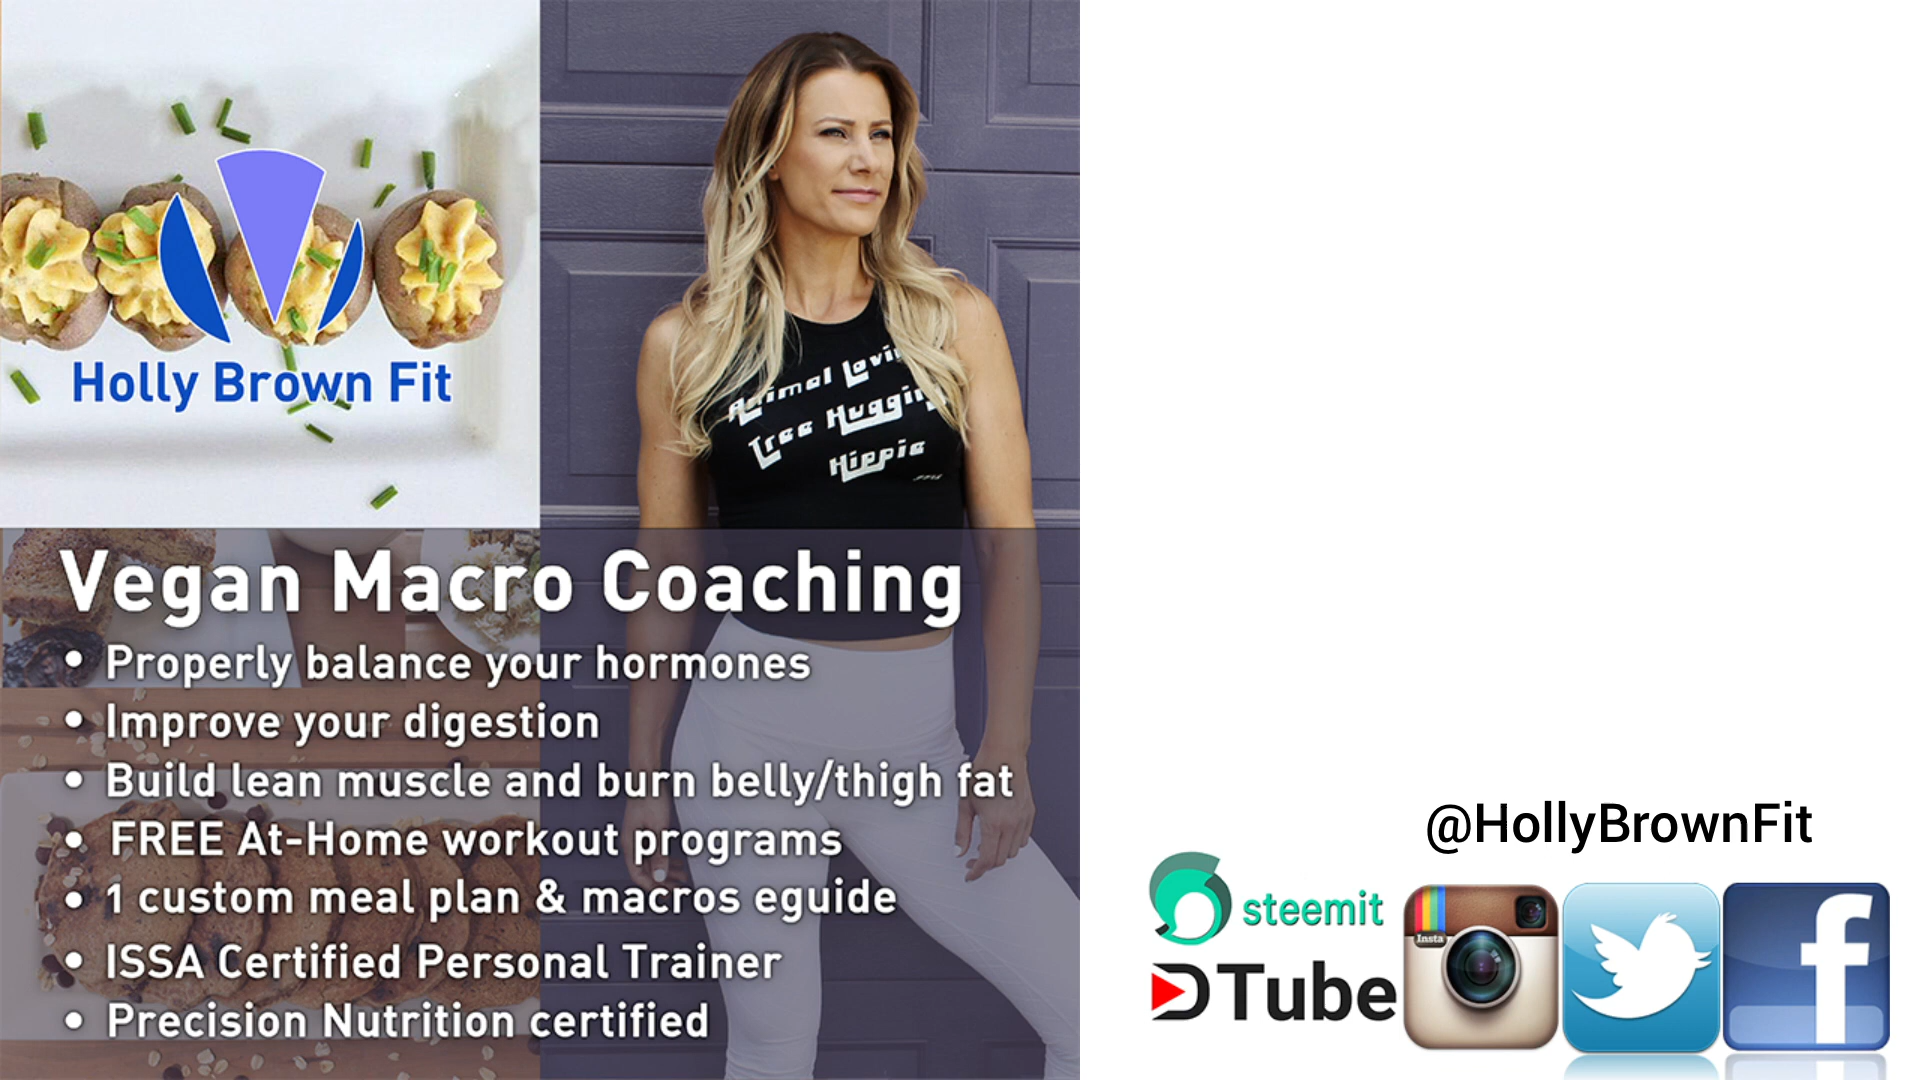 Holly Brown Fit
Animal Lovin
Tree Huggin
Hippie
Vegan Macro Coaching
• Properly balance your hormones
• Improve your digestion
• Build lean muscle and burn belly/thigh fat
• FREE At-Home workout programs
• 1 custom meal plan & macros eguide
• ISSA Certified Personal Trainer
• Precision Nutrition certified
@HollyBrownFit
steemit
DTube
Insta